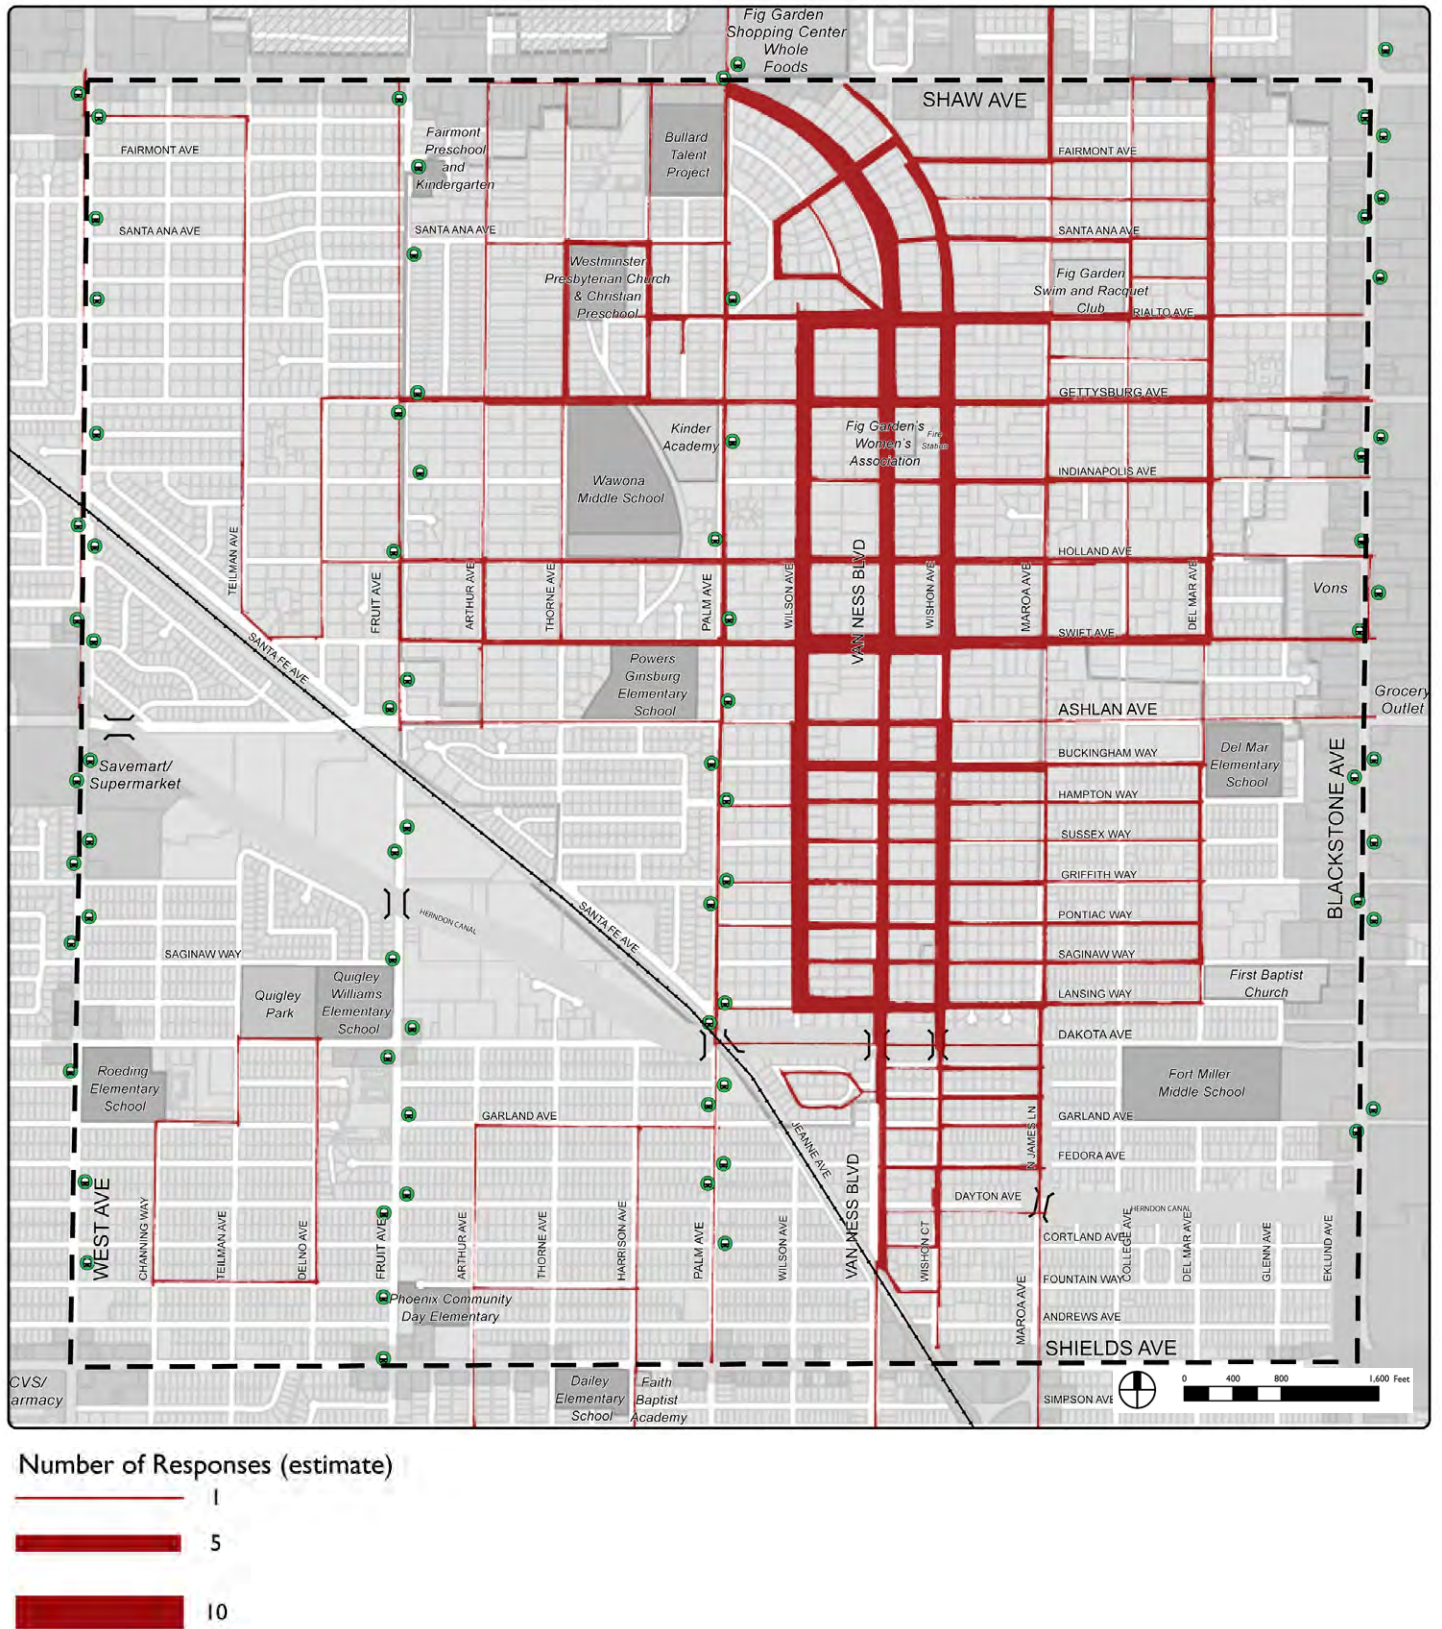 Fig Garden
Shopping Center
Whole
Foods
SHAW AVE
Fairmont
Preschool
and
Kindergarten
Bullard
Talent
Project
FAIRMONT AVE
FAIRMONT AVE
SANTA ANA AVE
SANTA ANA AVE
SANTA ANA AVE
Westminster
Presbyterian Church
& Christian
Preschool
Fig Garden
Swim and Racquet
Club
RIALTO AVE
GETTYSBURG AVE
Kinder
Academy
Fig Garden's
Women's
Association
Fire
Station
INDIANAPOLIS AVE
Wawona
Middle School
HOLLAND AVE
TEILMAN AVE
FRUIT AVE
ARTHUR AVE
THORNE AVE
PALM AVE
WILSON AVE
VAN NESS BLVD
WISHON AVE
MAROA AVE
DEL MAR AVE
Vons
SWIFT AVE
SANTA FE AVE
Powers
Ginsburg
Elementary
School
Grocery
Outlet
ASHLAN AVE
BUCKINGHAM WAY
Del Mar
Elementary
School
Savemart/
Supermarket
HAMPTON WAY
SUSSEX WAY
BLACKSTONE AVE
GRIFFITH WAY
HERNDON CANAL
SANTA FE AVE
PONTIAC WAY
SAGINAW WAY
SAGINAW WAY
Quigley
Park
Quigley
Williams
Elementary
School
First Baptist
Church
LANSING WAY
DAKOTA AVE
Roeding
Elementary
School
Fort Miller
Middle School
GARLAND AVE
GARLAND AVE
JEANNE AVE
N JAMES LN
FEDORA AVE
DAYTON AVE
HERNDON CANAL
WEST AVE
CHANNING WAY
TEILMAN AVE
DELNO AVE
FRUIT AVE
ARTHUR AVE
THORNE AVE
HARRISON AVE
PALM AVE
WILSON AVE
VAN NESS BLVD
WISHON CT
MAROA AVE
CORTLAND AVE
COLLEGE AVE
DEL MAR AVE
GLENN AVE
EKLUND AVE
FOUNTAIN WAY
Phoenix Community
Day Elementary
ANDREWS AVE
SHIELDS AVE
CVS/
armacy
Dailey
Elementary
School
Faith
Baptist
Academy
SIMPSON AVE
0 400 800 1,600 Feet
Number of Responses (estimate)
1
5
10